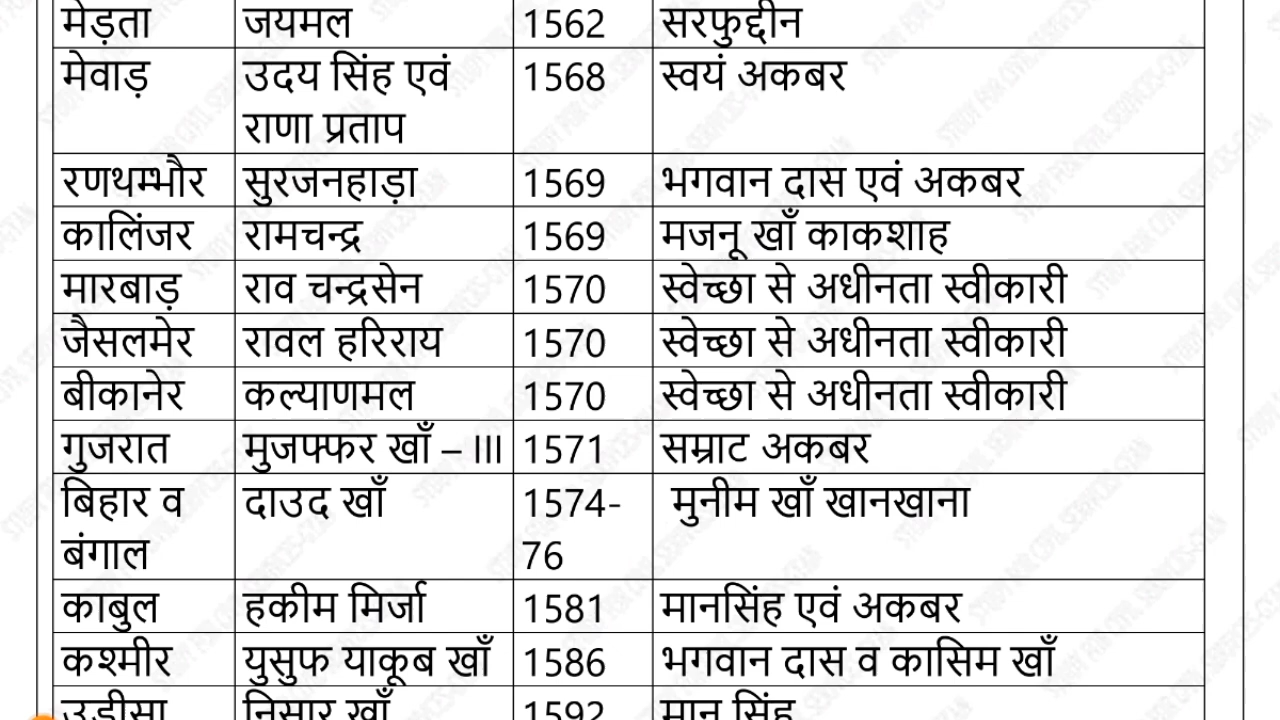 मेड़ता जयमल 1562 सरफुद्दीन
मेवाड़ उदय सिंह एवं 1568 स्वयं अकबर
राणा प्रताप
रणथम्भौर सुरजनहाड़ा 1569 भगवान दास एवं अकबर
कालिंजर रामचन्द्र 1569 मजनू खाँ काकशाह
मारबाड़ राव चन्द्रसेन 1570 स्वेच्छा से अधीनता स्वीकारी
जैसलमेर रावल हरिराय 1570 स्वेच्छा से अधीनता स्वीकारी
बीकानेर कल्याणमल 1570 स्वेच्छा से अधीनता स्वीकारी
गुजरात मुजफ्फर खाँ – III 1571 सम्राट अकबर
बिहार व दाउद खाँ 1574- मुनीम खाँ खानखाना
बंगाल 76
काबुल हकीम मिर्जा 1581 मानसिंह एवं अकबर
कश्मीर युसुफ याकूब खाँ 1586 भगवान दास व कासिम खाँ
उड़ीसा निसार खाँ 1592 मान सिंह